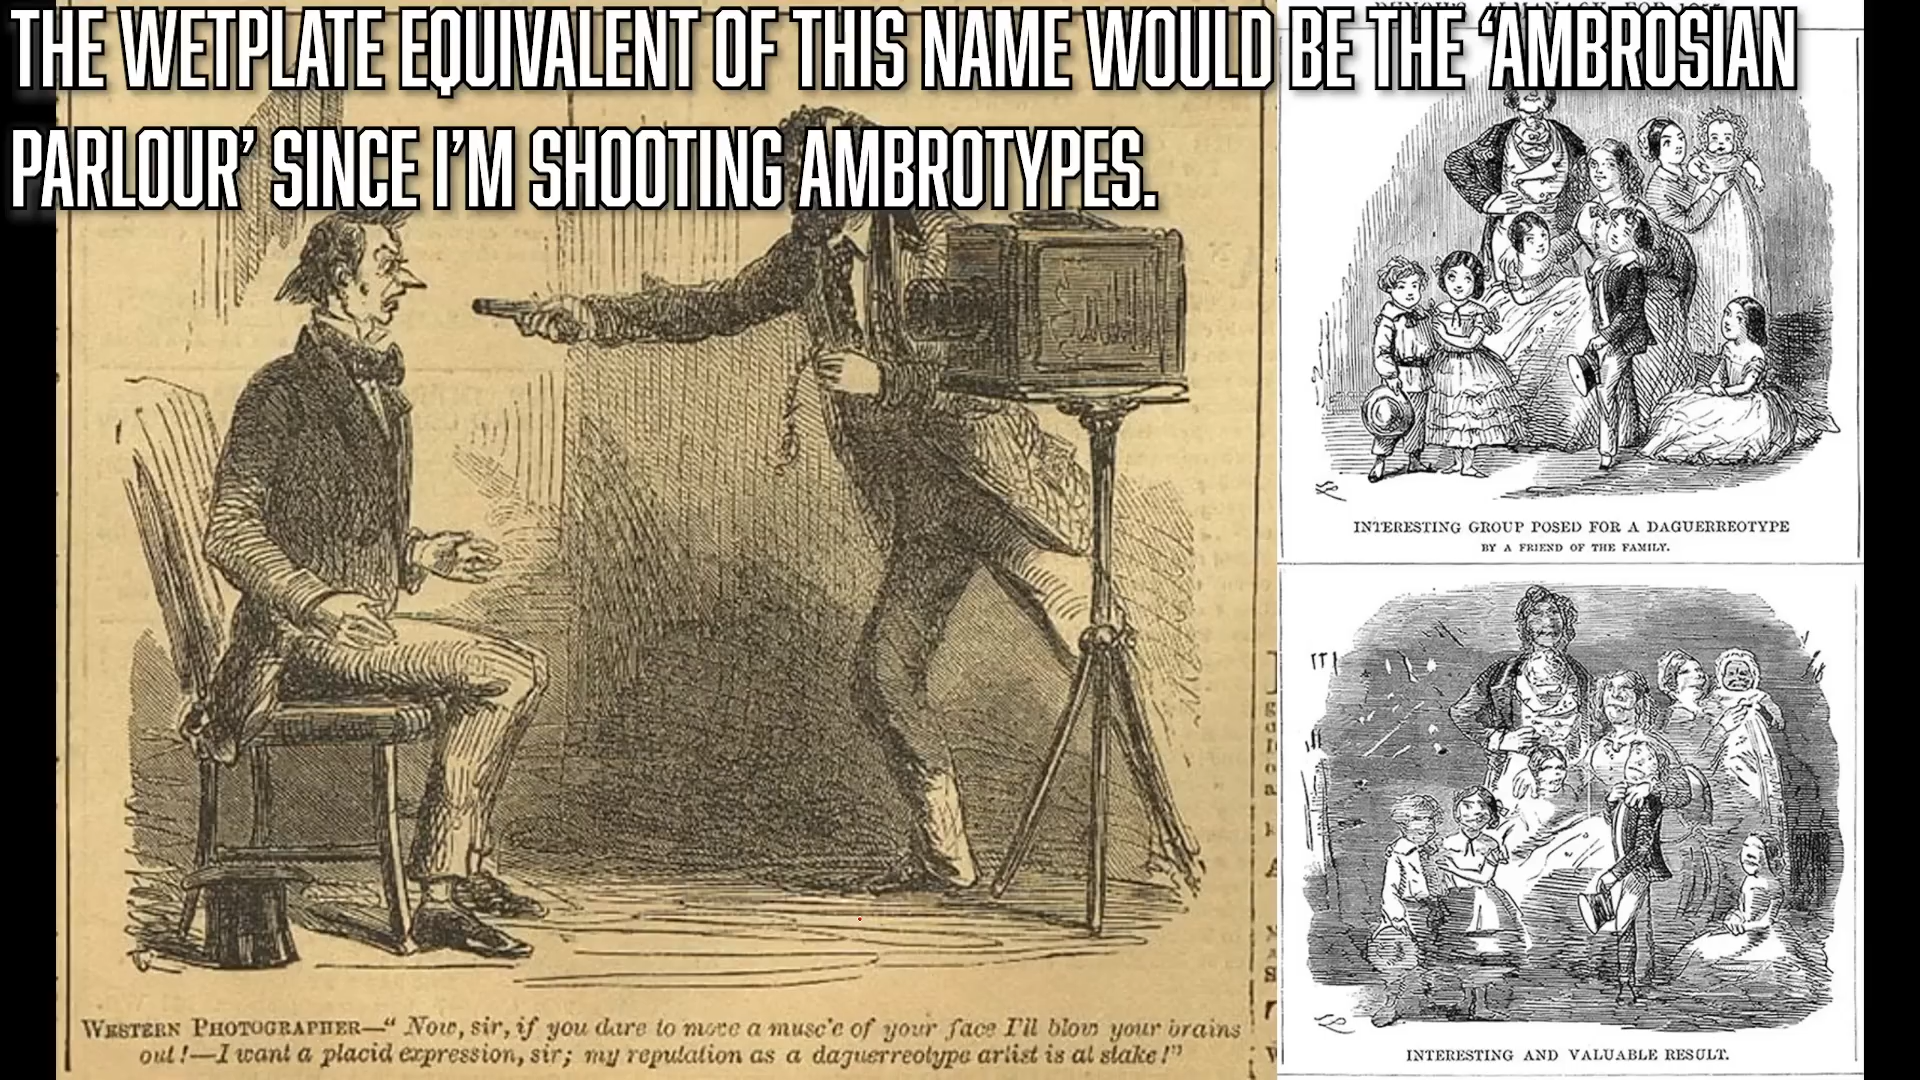 THE WETPLATE EQUIVALENT OF THIS NAME WOULD BE THE ‘AMBROSIAN
PARLOUR’ SINCE I’M SHOOTING AMBROTYPES.
WESTERN PHOTOGRAPHER—“ Now, sir, if you dare to move a muscle of your face I’ll blow your brains
out!—I want a placid expression, sir; my reputation as a daguerreotype artist is at stake!”
INTERESTING GROUP POSED FOR A DAGUERREOTYPE
BY A FRIEND OF THE FAMILY.
INTERESTING AND VALUABLE RESULT.